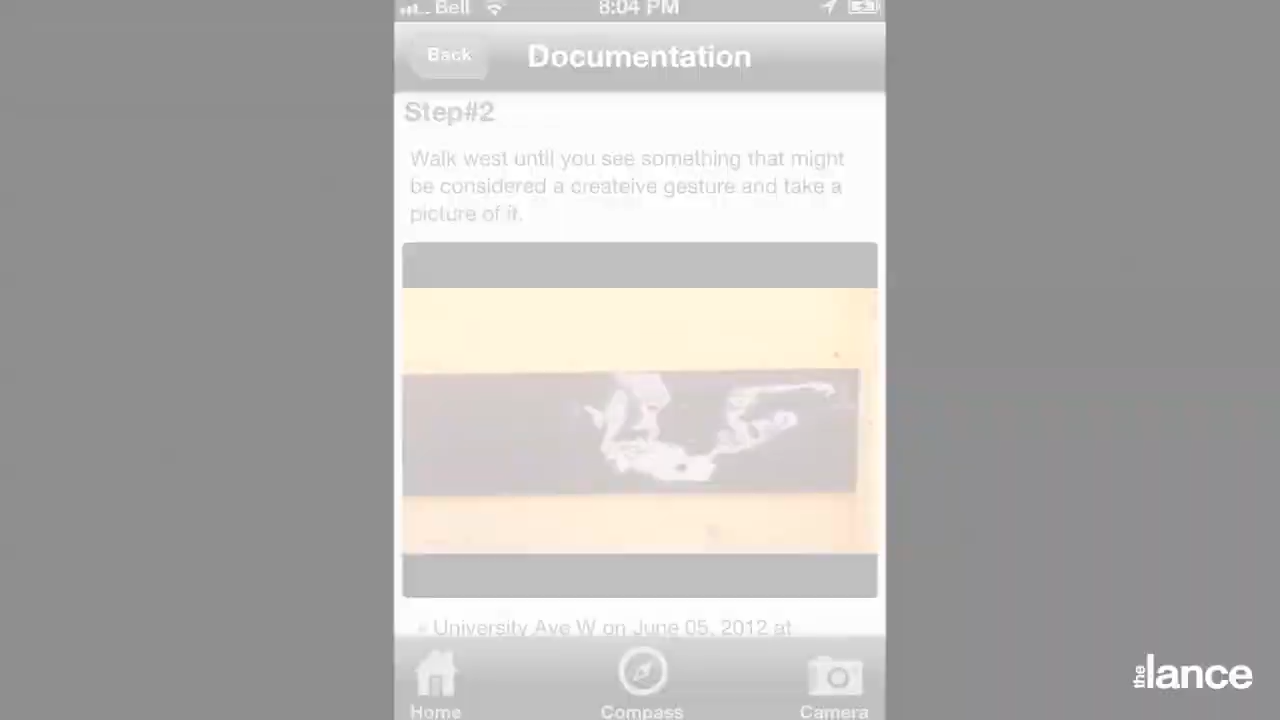 Bell 8:04 PM
Back Documentation
Step#2
Walk west until you see something that might
be considered a createive gesture and take a
picture of it.
University Ave W on June 05, 2012 at
Home Compass Camera
the lance